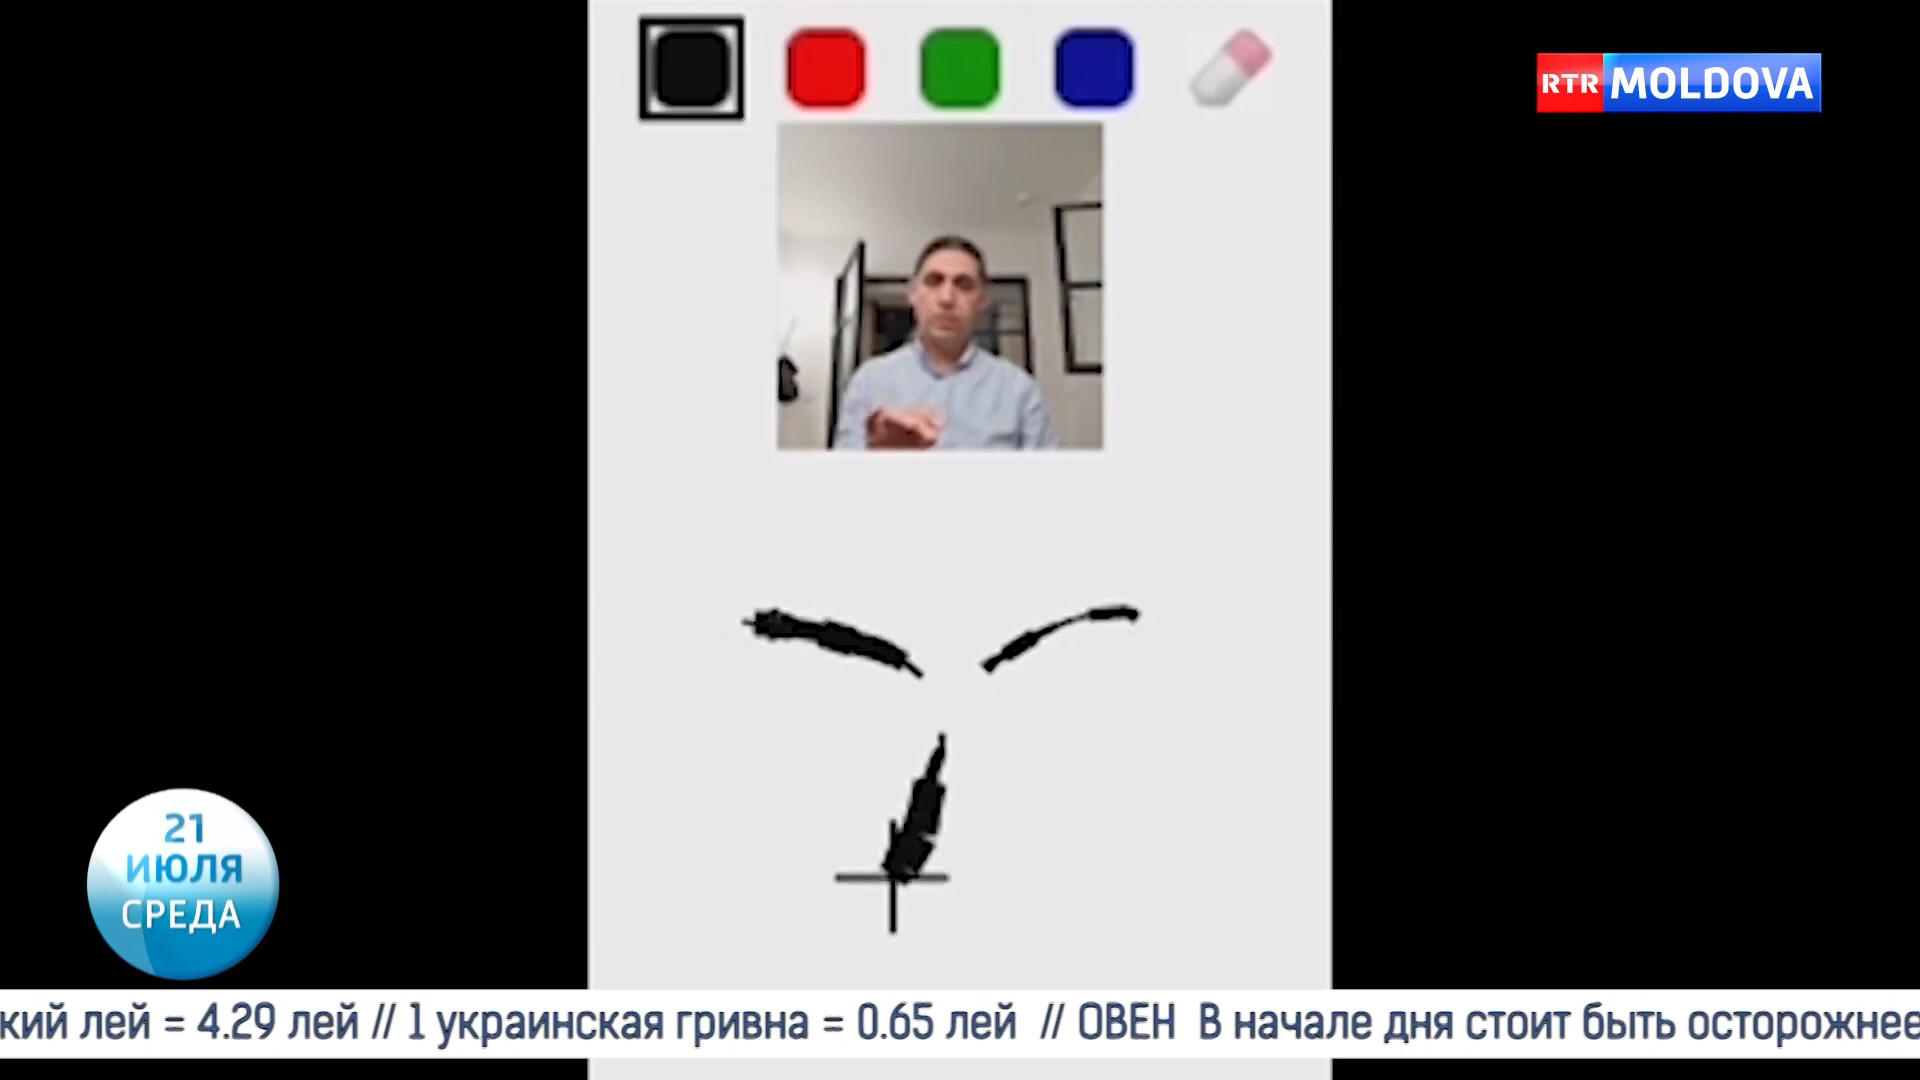 RTR MOLDOVA
21
ИЮЛЯ
СРЕДА
кий лей = 4.29 лей // 1 украинская гривна = 0.65 лей // ОВЕН В начале дня стоит быть осторожнее